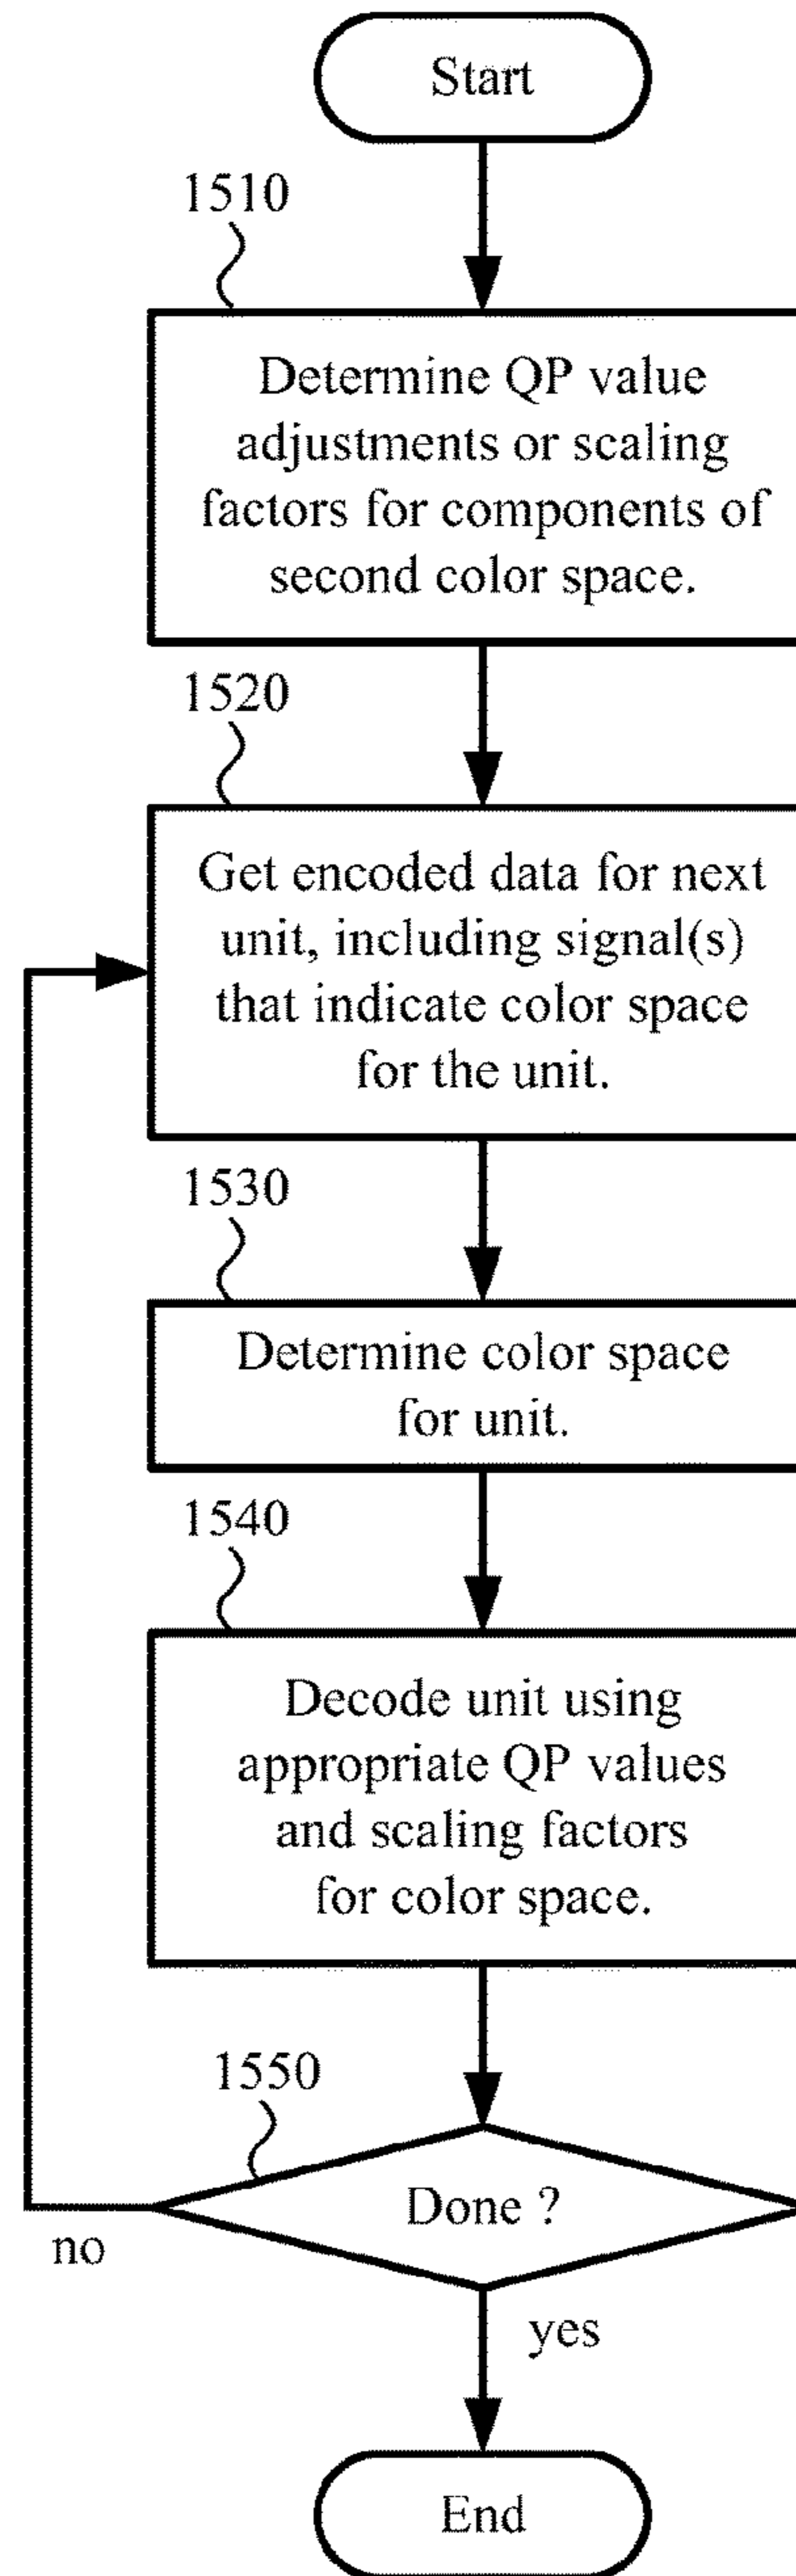 Start
1510
Determine QP value
adjustments or scaling
factors for components of
second color space.
1520
Get encoded data for next
unit, including signal(s)
that indicate color space
for the unit.
1530
Determine color space
for unit.
1540
Decode unit using
appropriate QP values
and scaling factors
for color space.
1550
Done ?
no
yes
End